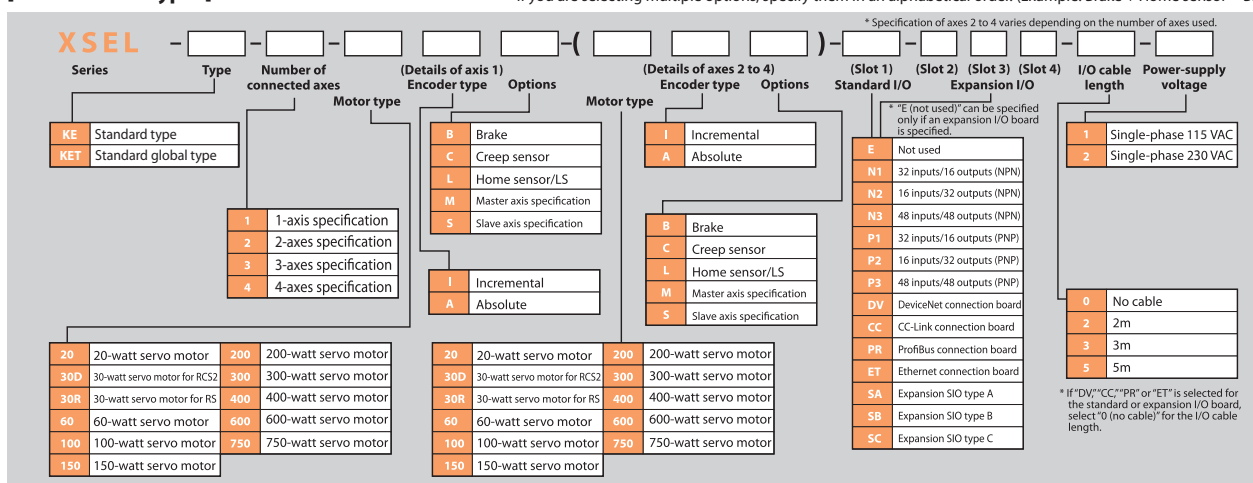 * Specification of axes 2 to 4 varies depending on the number of axes used.
XSEL – – – –( )– – – –
Series
Type
Number of
connected axes
(Details of axis 1)
Motor type
Encoder type
Options
(Details of axes 2 to 4)
Motor type
Encoder type
Options
(Slot 1)
Standard I/O
(Slot 2) (Slot 3) (Slot 4)
Expansion I/O
I/O cable
length
Power-supply
voltage
KE Standard type
KET Standard global type
1 1-axis specification
2 2-axes specification
3 3-axes specification
4 4-axes specification
20 20-watt servo motor 200 200-watt servo motor
30D 30-watt servo motor for RCS2 300 300-watt servo motor
30R 30-watt servo motor for RS 400 400-watt servo motor
60 60-watt servo motor 600 600-watt servo motor
100 100-watt servo motor 750 750-watt servo motor
150 150-watt servo motor
B Brake
C Creep sensor
L Home sensor/LS
M Master axis specification
S Slave axis specification
I Incremental
A Absolute
20 20-watt servo motor 200 200-watt servo motor
30D 30-watt servo motor for RCS2 300 300-watt servo motor
30R 30-watt servo motor for RS 400 400-watt servo motor
60 60-watt servo motor 600 600-watt servo motor
100 100-watt servo motor 750 750-watt servo motor
150 150-watt servo motor
I Incremental
A Absolute
B Brake
C Creep sensor
L Home sensor/LS
M Master axis specification
S Slave axis specification
* "E (not used)" can be specified
only if an expansion I/O board
is specified.
E Not used
N1 32 inputs/16 outputs (NPN)
N2 16 inputs/32 outputs (NPN)
N3 48 inputs/48 outputs (NPN)
P1 32 inputs/16 outputs (PNP)
P2 16 inputs/32 outputs (PNP)
P3 48 inputs/48 outputs (PNP)
DV DeviceNet connection board
CC CC-Link connection board
PR ProfiBus connection board
ET Ethernet connection board
SA Expansion SIO type A
SB Expansion SIO type B
SC Expansion SIO type C
1 Single-phase 115 VAC
2 Single-phase 230 VAC
0 No cable
2 2m
3 3m
5 5m
* If "DV," "CC," "PR" or "ET" is selected for
the standard or expansion I/O board,
select "0 (no cable)" for the I/O cable
length.